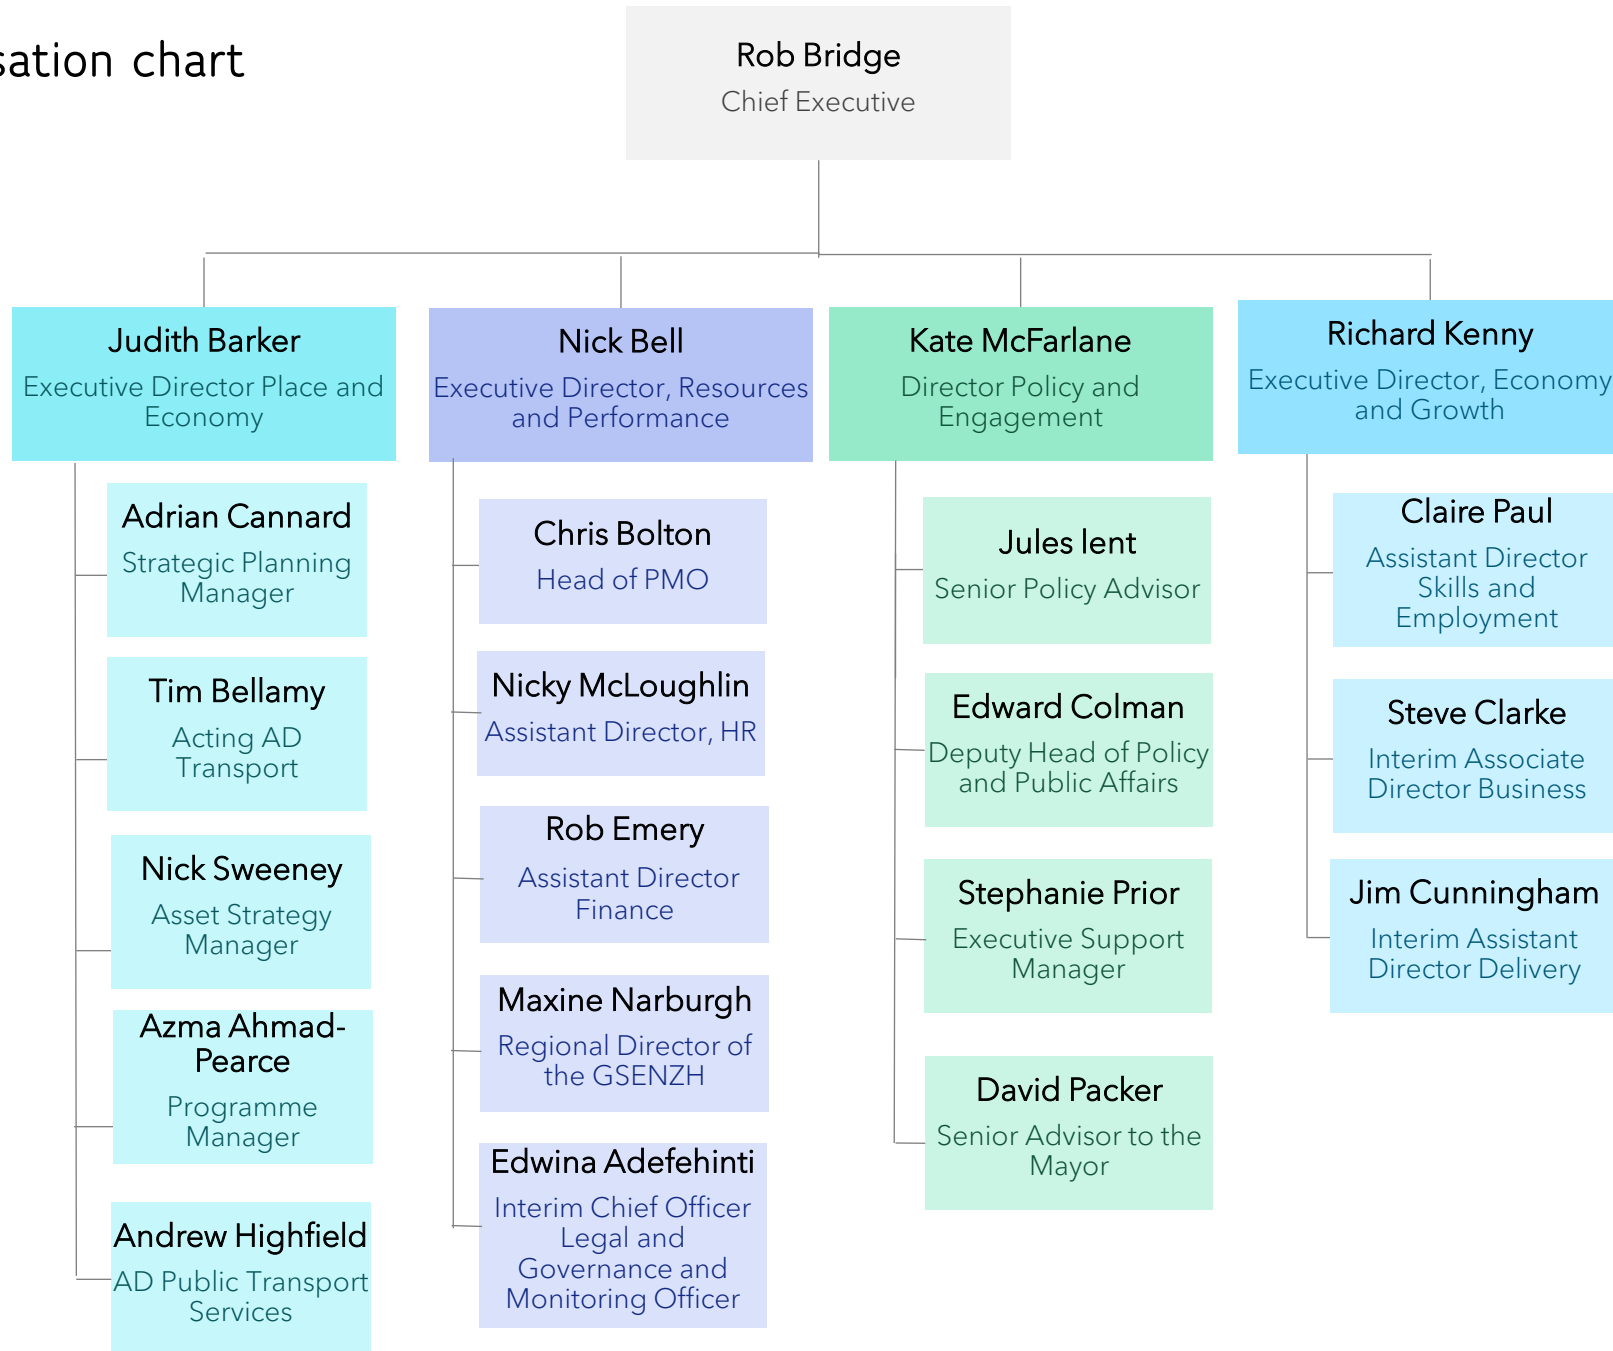 sation chart
Rob Bridge
Chief Executive
Judith Barker
Executive Director Place and
Economy
Adrian Cannard
Strategic Planning
Manager
Tim Bellamy
Acting AD
Transport
Nick Sweeney
Asset Strategy
Manager
Azma Ahmad-
Pearce
Programme
Manager
Andrew Highfield
AD Public Transport
Services
Nick Bell
Executive Director, Resources
and Performance
Chris Bolton
Head of PMO
Nicky McLoughlin
Assistant Director, HR
Rob Emery
Assistant Director
Finance
Maxine Narburgh
Regional Director of
the GSENZH
Edwina Adefehinti
Interim Chief Officer
Legal and
Governance and
Monitoring Officer
Kate McFarlane
Director Policy and
Engagement
Jules Ient
Senior Policy Advisor
Edward Colman
Deputy Head of Policy
and Public Affairs
Stephanie Prior
Executive Support
Manager
David Packer
Senior Advisor to the
Mayor
Richard Kenny
Executive Director, Economy
and Growth
Claire Paul
Assistant Director
Skills and
Employment
Steve Clarke
Interim Associate
Director Business
Jim Cunningham
Interim Assistant
Director Delivery